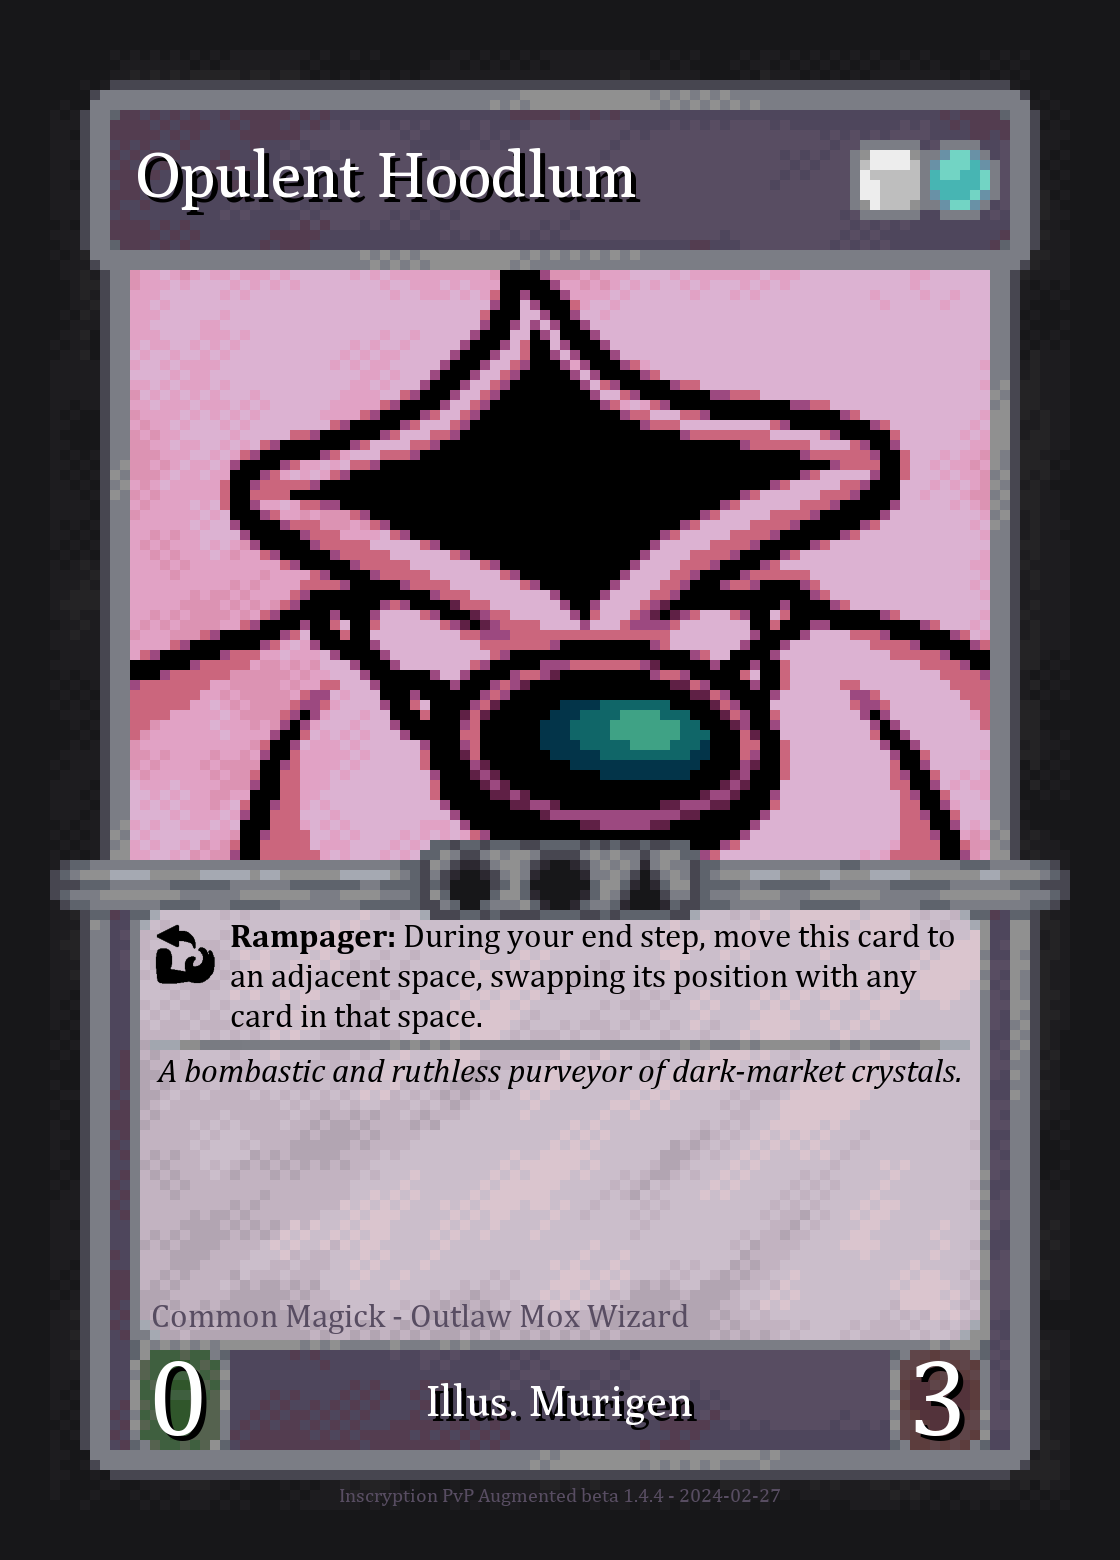 Opulent Hoodlum
Rampager: During your end step, move this card to
an adjacent space, swapping its position with any
card in that space.
A bombastic and ruthless purveyor of dark-market crystals.
Common Magick - Outlaw Mox Wizard
0
Illus. Murigen
3
Inscryption PvP Augmented beta 1.4.4 - 2024-02-27